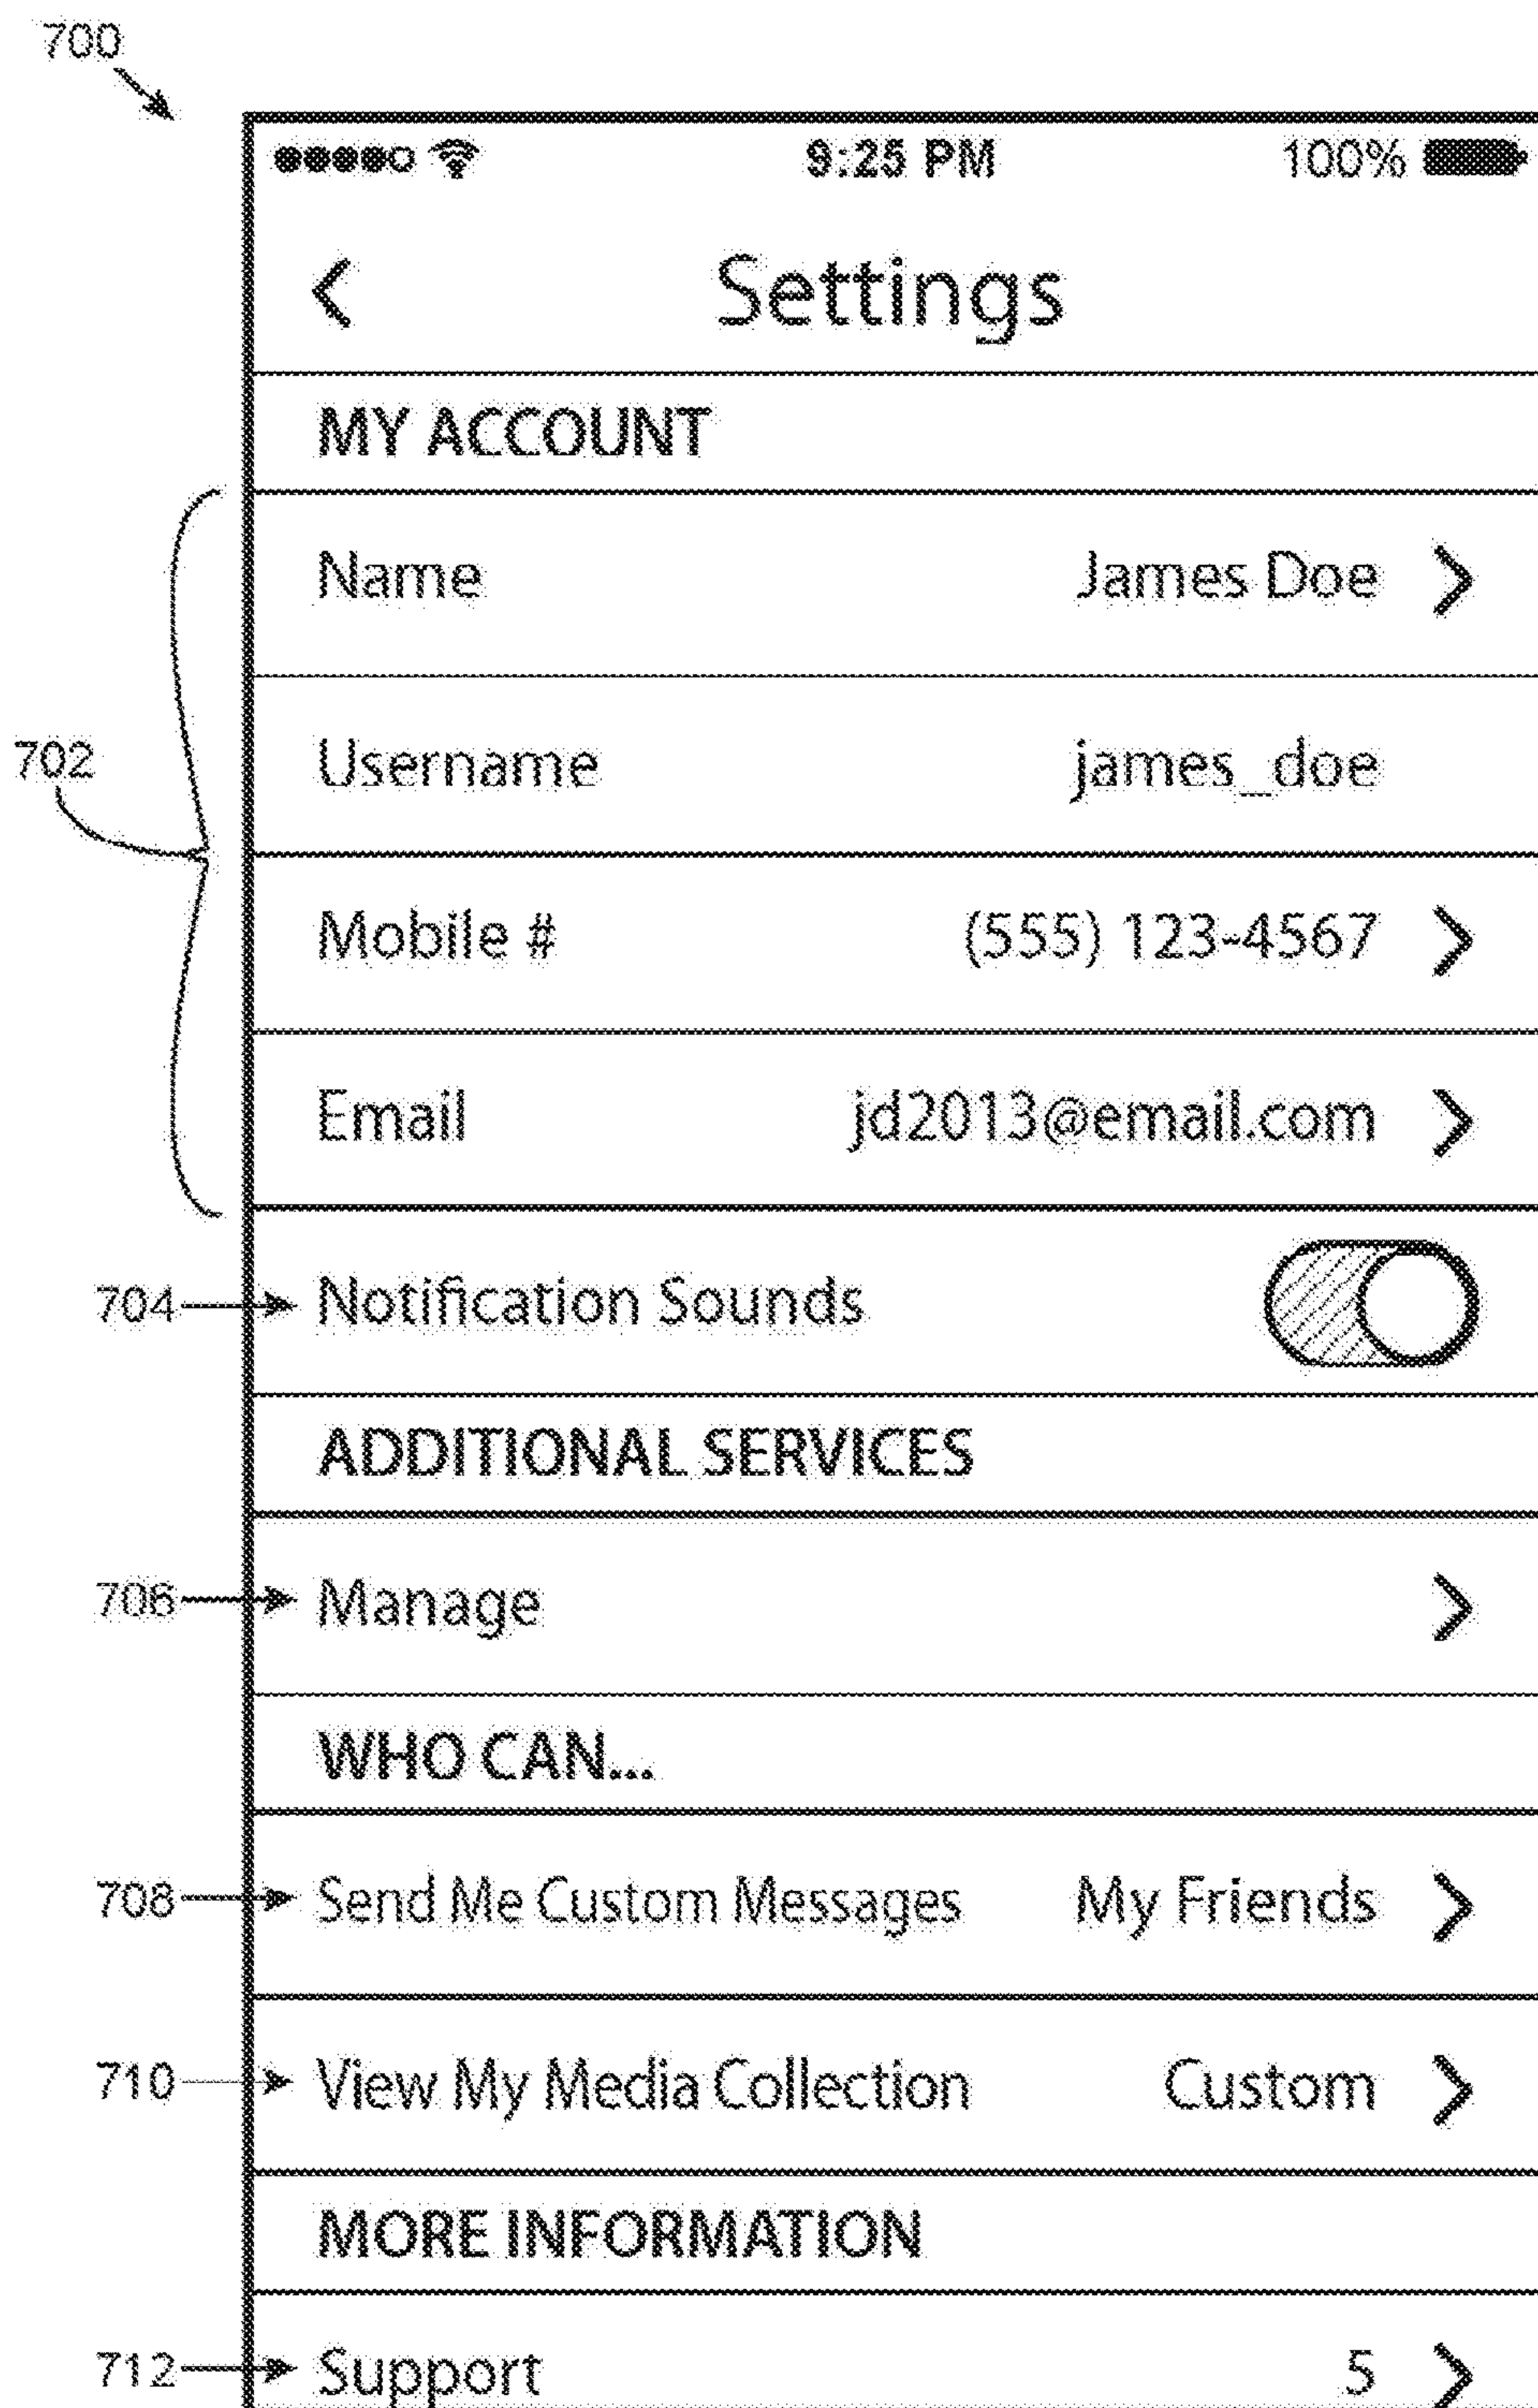 700
9:25 PM 100%
Settings
MY ACCOUNT
Name James Doe
702 Username james_doe
Mobile # (555) 123-4567
Email jd2013@email.com
704 Notification Sounds
ADDITIONAL SERVICES
706 Manage
WHO CAN...
708 Send Me Custom Messages My Friends
710 View My Media Collection Custom
MORE INFORMATION
712 Support 5